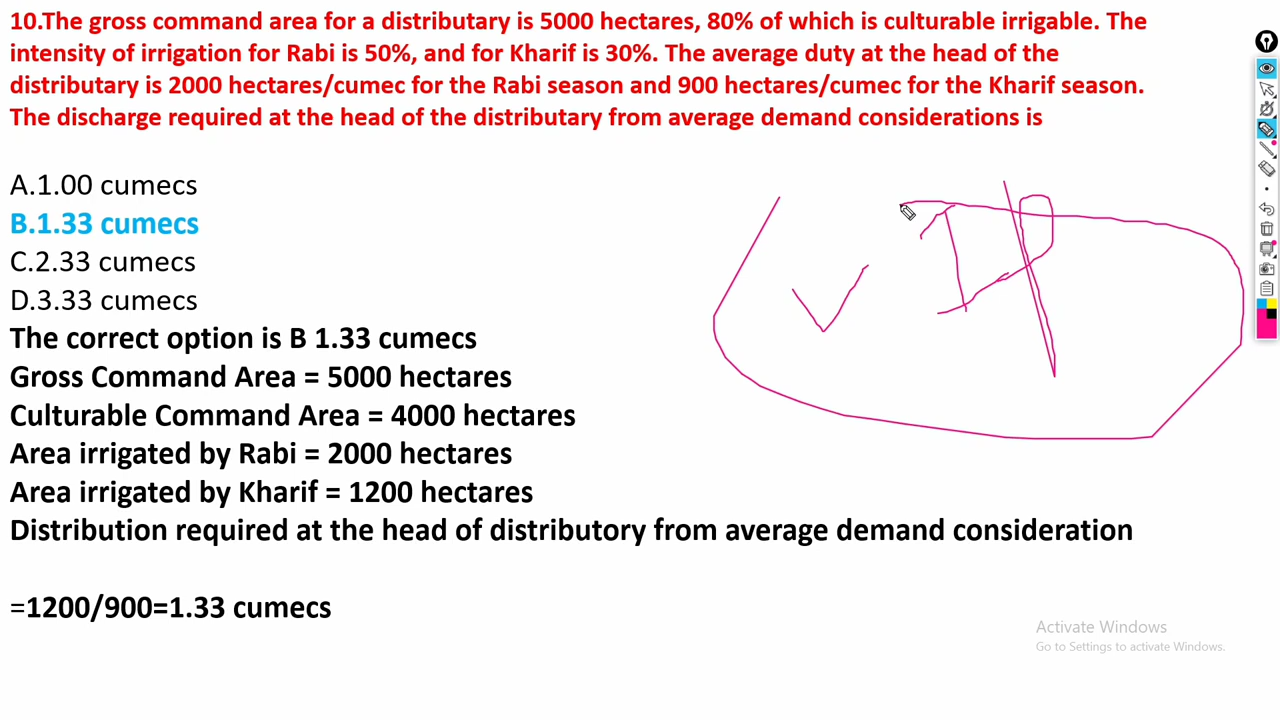 10.The gross command area for a distributary is 5000 hectares, 80% of which is culturable irrigable. The
intensity of irrigation for Rabi is 50%, and for Kharif is 30%. The average duty at the head of the
distributary is 2000 hectares/cumec for the Rabi season and 900 hectares/cumec for the Kharif season.
The discharge required at the head of the distributary from average demand considerations is
A.1.00 cumecs
B.1.33 cumecs
C.2.33 cumecs
D.3.33 cumecs
The correct option is B 1.33 cumecs
Gross Command Area = 5000 hectares
Culturable Command Area = 4000 hectares
Area irrigated by Rabi = 2000 hectares
Area irrigated by Kharif = 1200 hectares
Distribution required at the head of distributory from average demand consideration
=1200/900=1.33 cumecs
Activate Windows
Go to Settings to activate Windows.